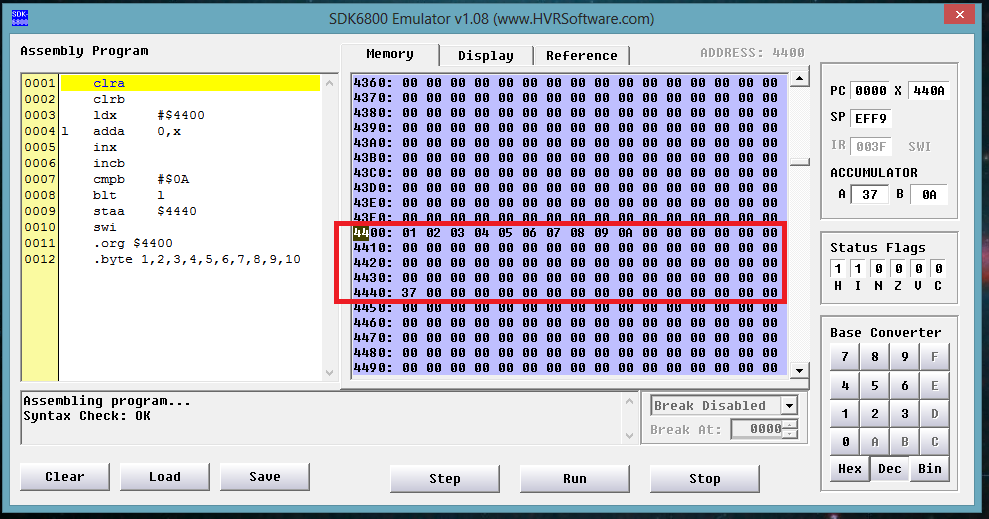 SDK
6800
SDK6800 Emulator v1.08 (www.HVRSoftware.com)
Assembly Program
0001 clra
0002 clrb
0003 ldx #$4400
0004 l adda 0,x
0005 inx
0006 incb
0007 cmpb #$0A
0008 blt l
0009 staa $4440
0010 swi
0011 .org $4400
0012 .byte 1,2,3,4,5,6,7,8,9,10
Memory Display Reference
ADDRESS: 4400
4360: 00 00 00 00 00 00 00 00 00 00 00 00 00 00 00 00
4370: 00 00 00 00 00 00 00 00 00 00 00 00 00 00 00 00
4380: 00 00 00 00 00 00 00 00 00 00 00 00 00 00 00 00
4390: 00 00 00 00 00 00 00 00 00 00 00 00 00 00 00 00
43A0: 00 00 00 00 00 00 00 00 00 00 00 00 00 00 00 00
43B0: 00 00 00 00 00 00 00 00 00 00 00 00 00 00 00 00
43C0: 00 00 00 00 00 00 00 00 00 00 00 00 00 00 00 00
43D0: 00 00 00 00 00 00 00 00 00 00 00 00 00 00 00 00
43E0: 00 00 00 00 00 00 00 00 00 00 00 00 00 00 00 00
43F0: 00 00 00 00 00 00 00 00 00 00 00 00 00 00 00 00
4400: 01 02 03 04 05 06 07 08 09 0A 00 00 00 00 00 00
4410: 00 00 00 00 00 00 00 00 00 00 00 00 00 00 00 00
4420: 00 00 00 00 00 00 00 00 00 00 00 00 00 00 00 00
4430: 00 00 00 00 00 00 00 00 00 00 00 00 00 00 00 00
4440: 37 00 00 00 00 00 00 00 00 00 00 00 00 00 00 00
4450: 00 00 00 00 00 00 00 00 00 00 00 00 00 00 00 00
4460: 00 00 00 00 00 00 00 00 00 00 00 00 00 00 00 00
4470: 00 00 00 00 00 00 00 00 00 00 00 00 00 00 00 00
4480: 00 00 00 00 00 00 00 00 00 00 00 00 00 00 00 00
4490: 00 00 00 00 00 00 00 00 00 00 00 00 00 00 00 00
PC 0000 X 440A
SP EFF9
IR 003F SWI
ACCUMULATOR
A 37 B 0A
Status Flags
1 1 0 0 0 0
H I N Z V C
Base Converter
7 8 9 F
4 5 6 E
1 2 3 D
0 A B C
Hex Dec Bin
Assembling program...
Syntax Check: OK
Break Disabled
Break At: 0000
Clear Load Save Step Run Stop